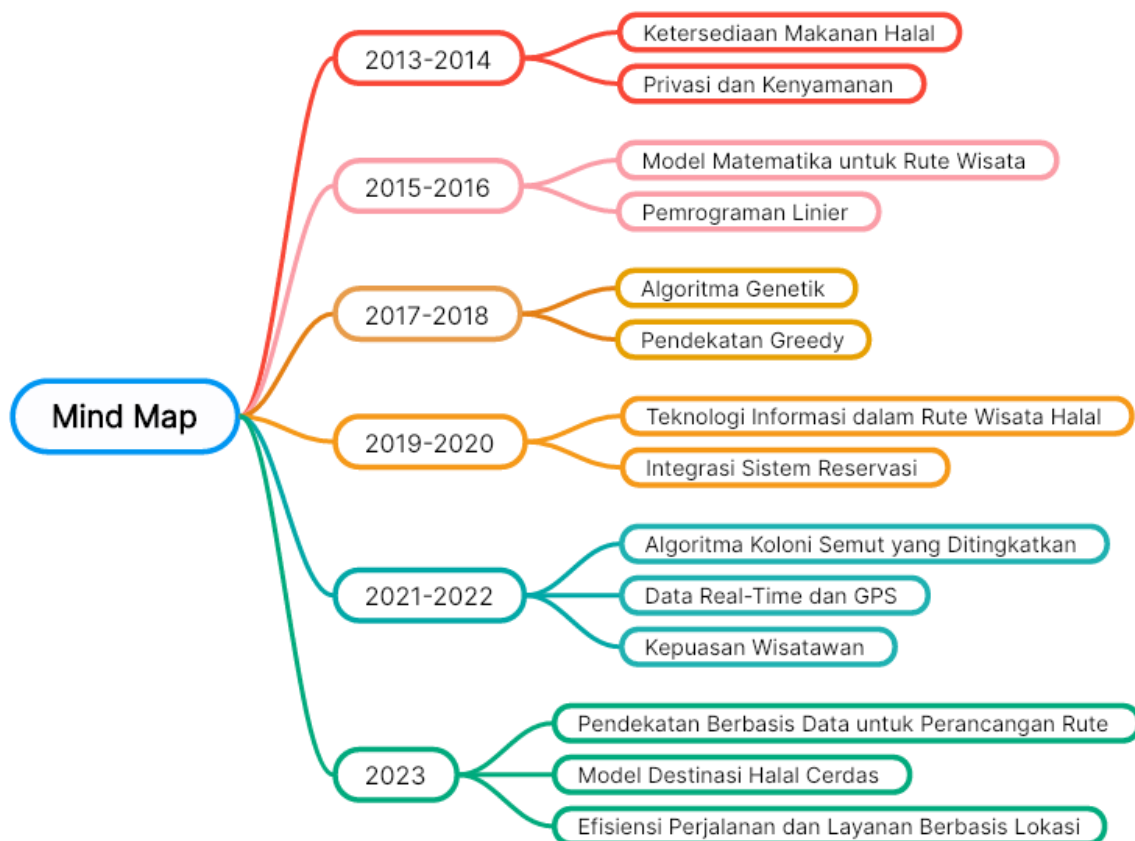 Mind Map
2013-2014
Ketersediaan Makanan Halal
Privasi dan Kenyamanan
2015-2016
Model Matematika untuk Rute Wisata
Pemrograman Linier
2017-2018
Algoritma Genetik
Pendekatan Greedy
2019-2020
Teknologi Informasi dalam Rute Wisata Halal
Integrasi Sistem Reservasi
2021-2022
Algoritma Koloni Semut yang Ditingkatkan
Data Real-Time dan GPS
Kepuasan Wisatawan
2023
Pendekatan Berbasis Data untuk Perancangan Rute
Model Destinasi Halal Cerdas
Efisiensi Perjalanan dan Layanan Berbasis Lokasi